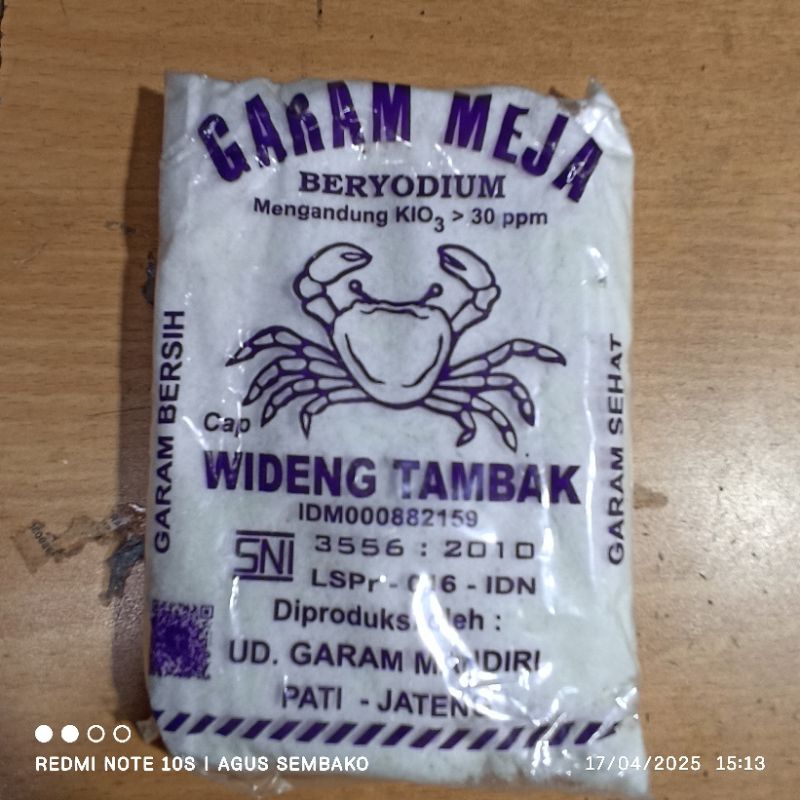 GARAM MEJA
BERYODIUM
Mengandung KIO3 > 30 ppm
GARAM BERSIH
GARAM SEHAT
Cap
WIDENG TAMBAK
IDM000882159
SNI 3556 : 2010
LSPr - 016 - IDN
Diproduksi oleh :
UD. GARAM MANDIRI
PATI - JATENG
REDMI NOTE 10S | AGUS SEMBAKO
17/04/2025 15:13